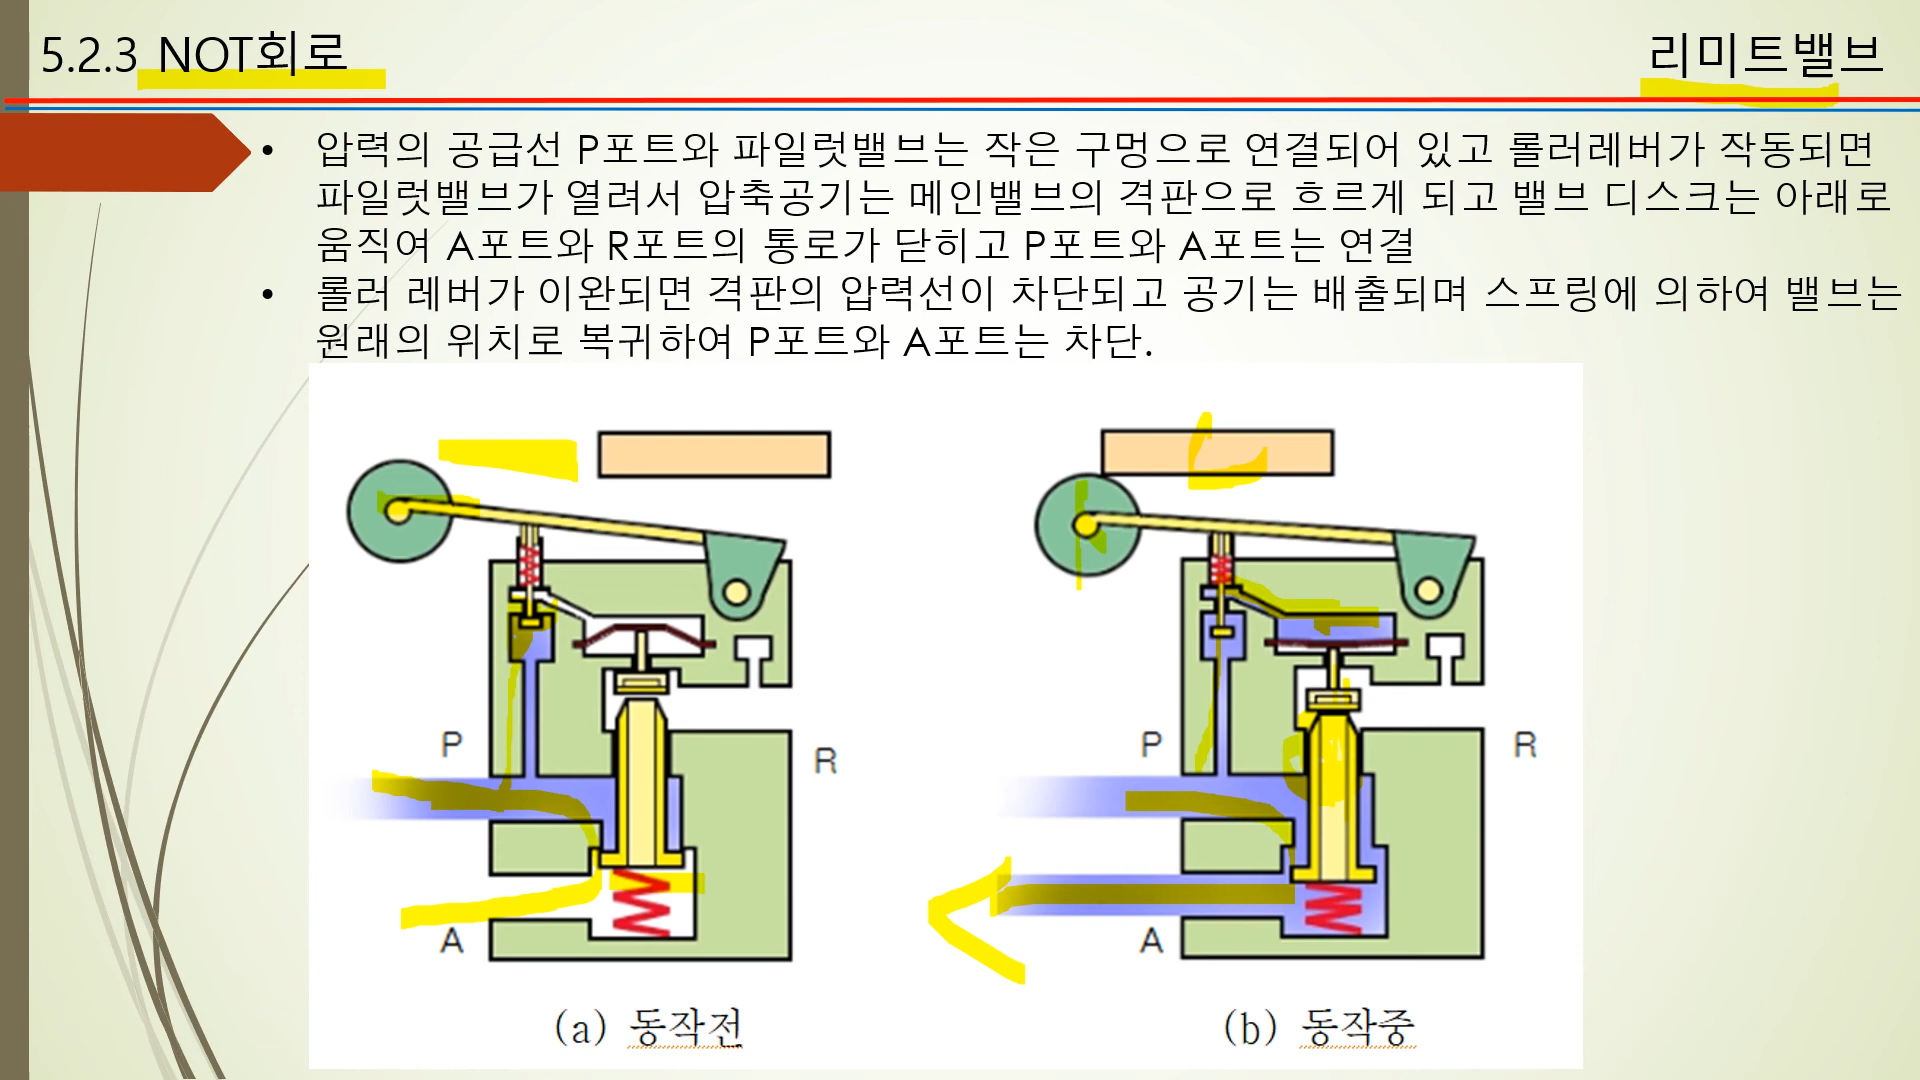 5.2.3 NOT회로
리미트밸브
• 압력의 공급선 P포트와 파일럿밸브는 작은 구멍으로 연결되어 있고 롤러레버가 작동되면
파일럿밸브가 열려서 압축공기는 메인밸브의 격판으로 흐르게 되고 밸브 디스크는 아래로
움직여 A포트와 R포트의 통로가 닫히고 P포트와 A포트는 연결
• 롤러 레버가 이완되면 격판의 압력선이 차단되고 공기는 배출되며 스프링에 의하여 밸브는
원래의 위치로 복귀하여 P포트와 A포트는 차단.
P
R
A
(a) 동작전
P
R
A
(b) 동작중